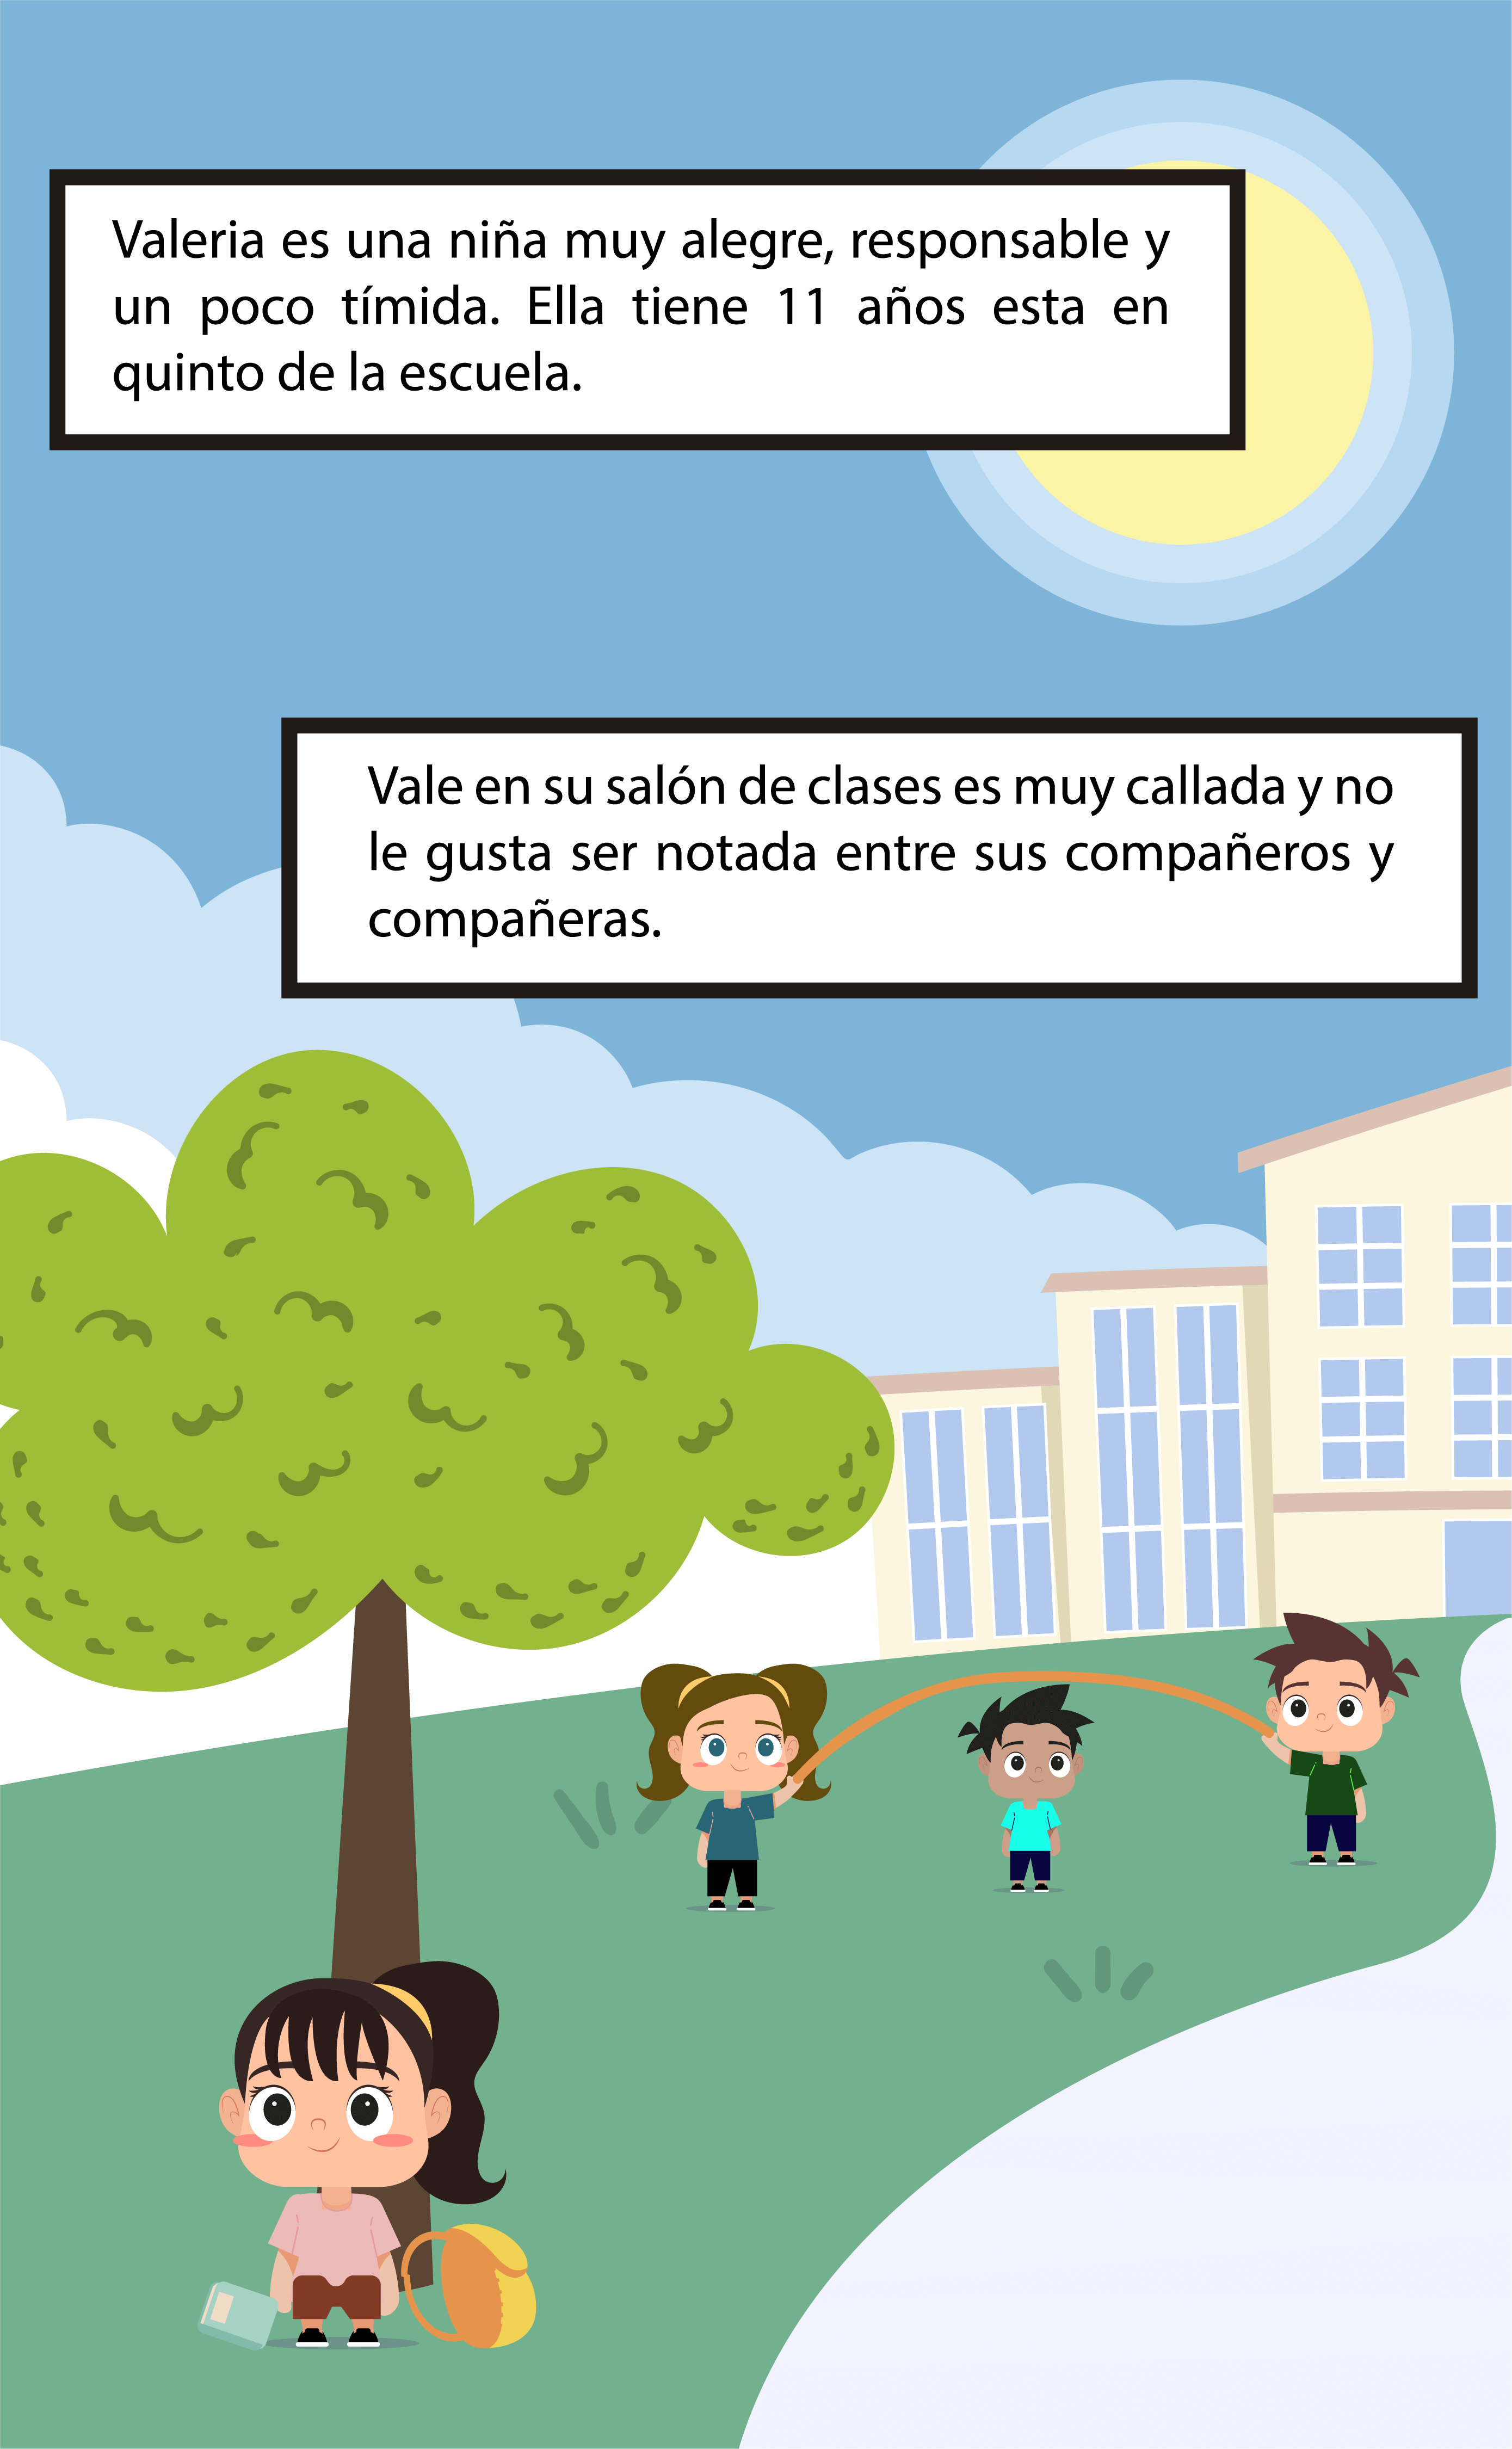 Valeria es una niña muy alegre, responsable y
un poco tímida. Ella tiene 11 años esta en
quinto de la escuela.
Vale en su salón de clases es muy callada y no
le gusta ser notada entre sus compañeros y
compañeras.